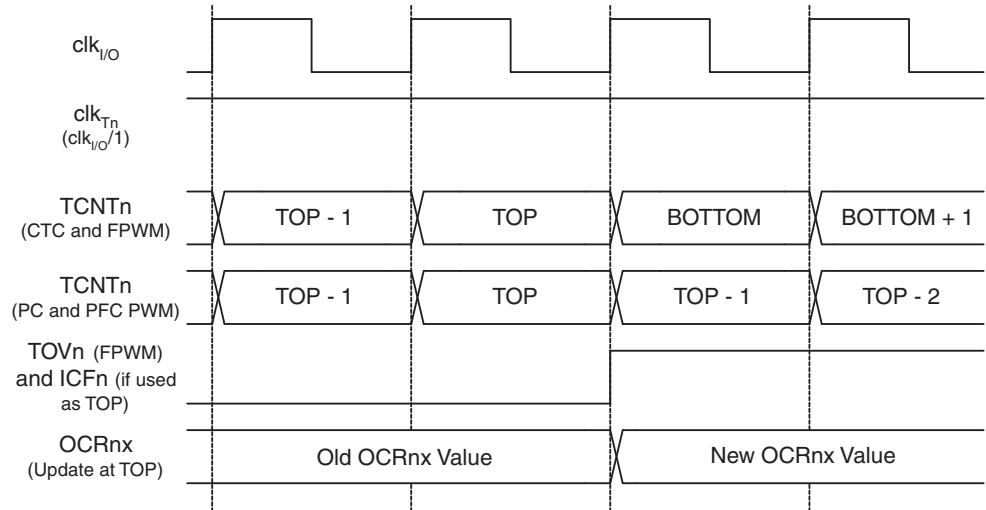 clkI/O
clkTn
(clkI/O/1)
TCNTn
(CTC and FPWM)
TOP - 1 TOP BOTTOM BOTTOM + 1
TCNTn
(PC and PFC PWM)
TOP - 1 TOP TOP - 1 TOP - 2
TOVn (FPWM)
and ICFn (if used
as TOP)
OCRnx
(Update at TOP)
Old OCRnx Value New OCRnx Value